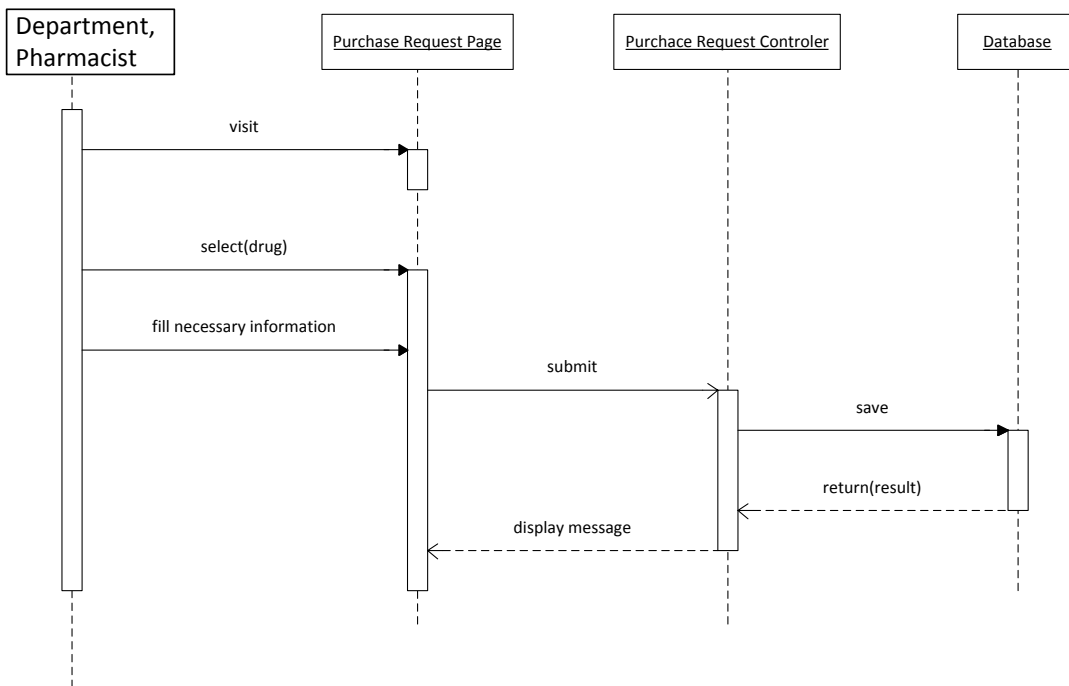 Department,
Pharmacist
Purchase Request Page
Purchace Request Controler
Database
visit
select(drug)
fill necessary information
submit
save
return(result)
display message